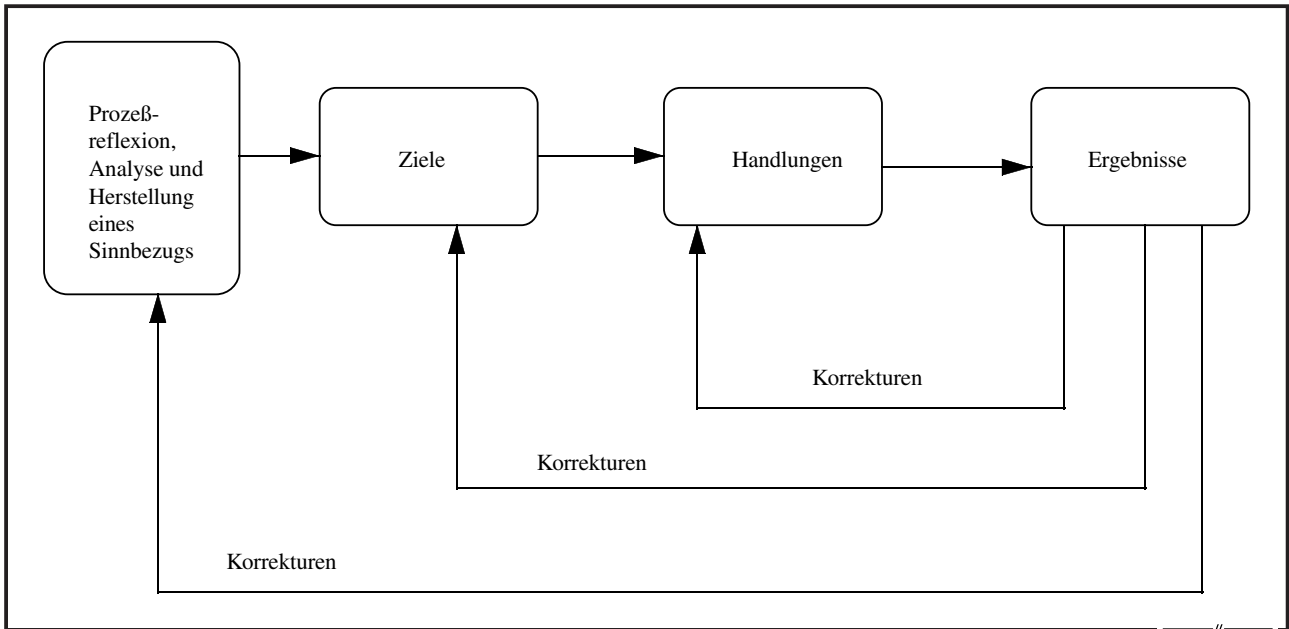 Prozeß-
reflexion,
Analyse und
Herstellung
eines
Sinnbezugs
Ziele
Handlungen
Ergebnisse
Korrekturen
Korrekturen
Korrekturen